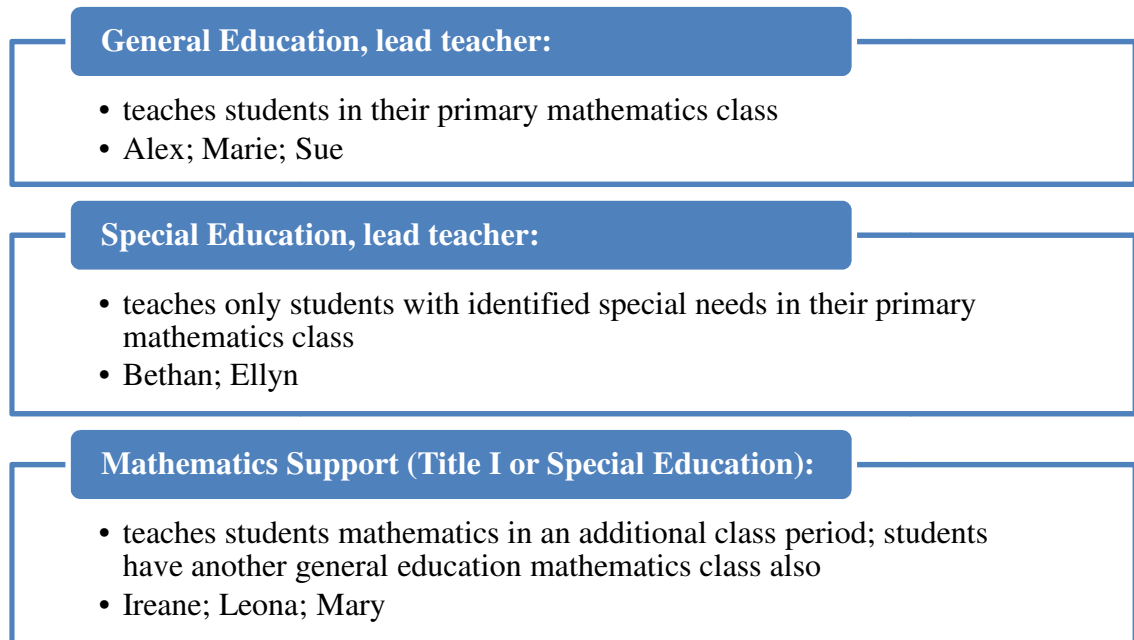 General Education, lead teacher:
• teaches students in their primary mathematics class
• Alex; Marie; Sue
Special Education, lead teacher:
• teaches only students with identified special needs in their primary
mathematics class
• Bethan; Ellyn
Mathematics Support (Title I or Special Education):
• teaches students mathematics in an additional class period; students
have another general education mathematics class also
• Ireane; Leona; Mary